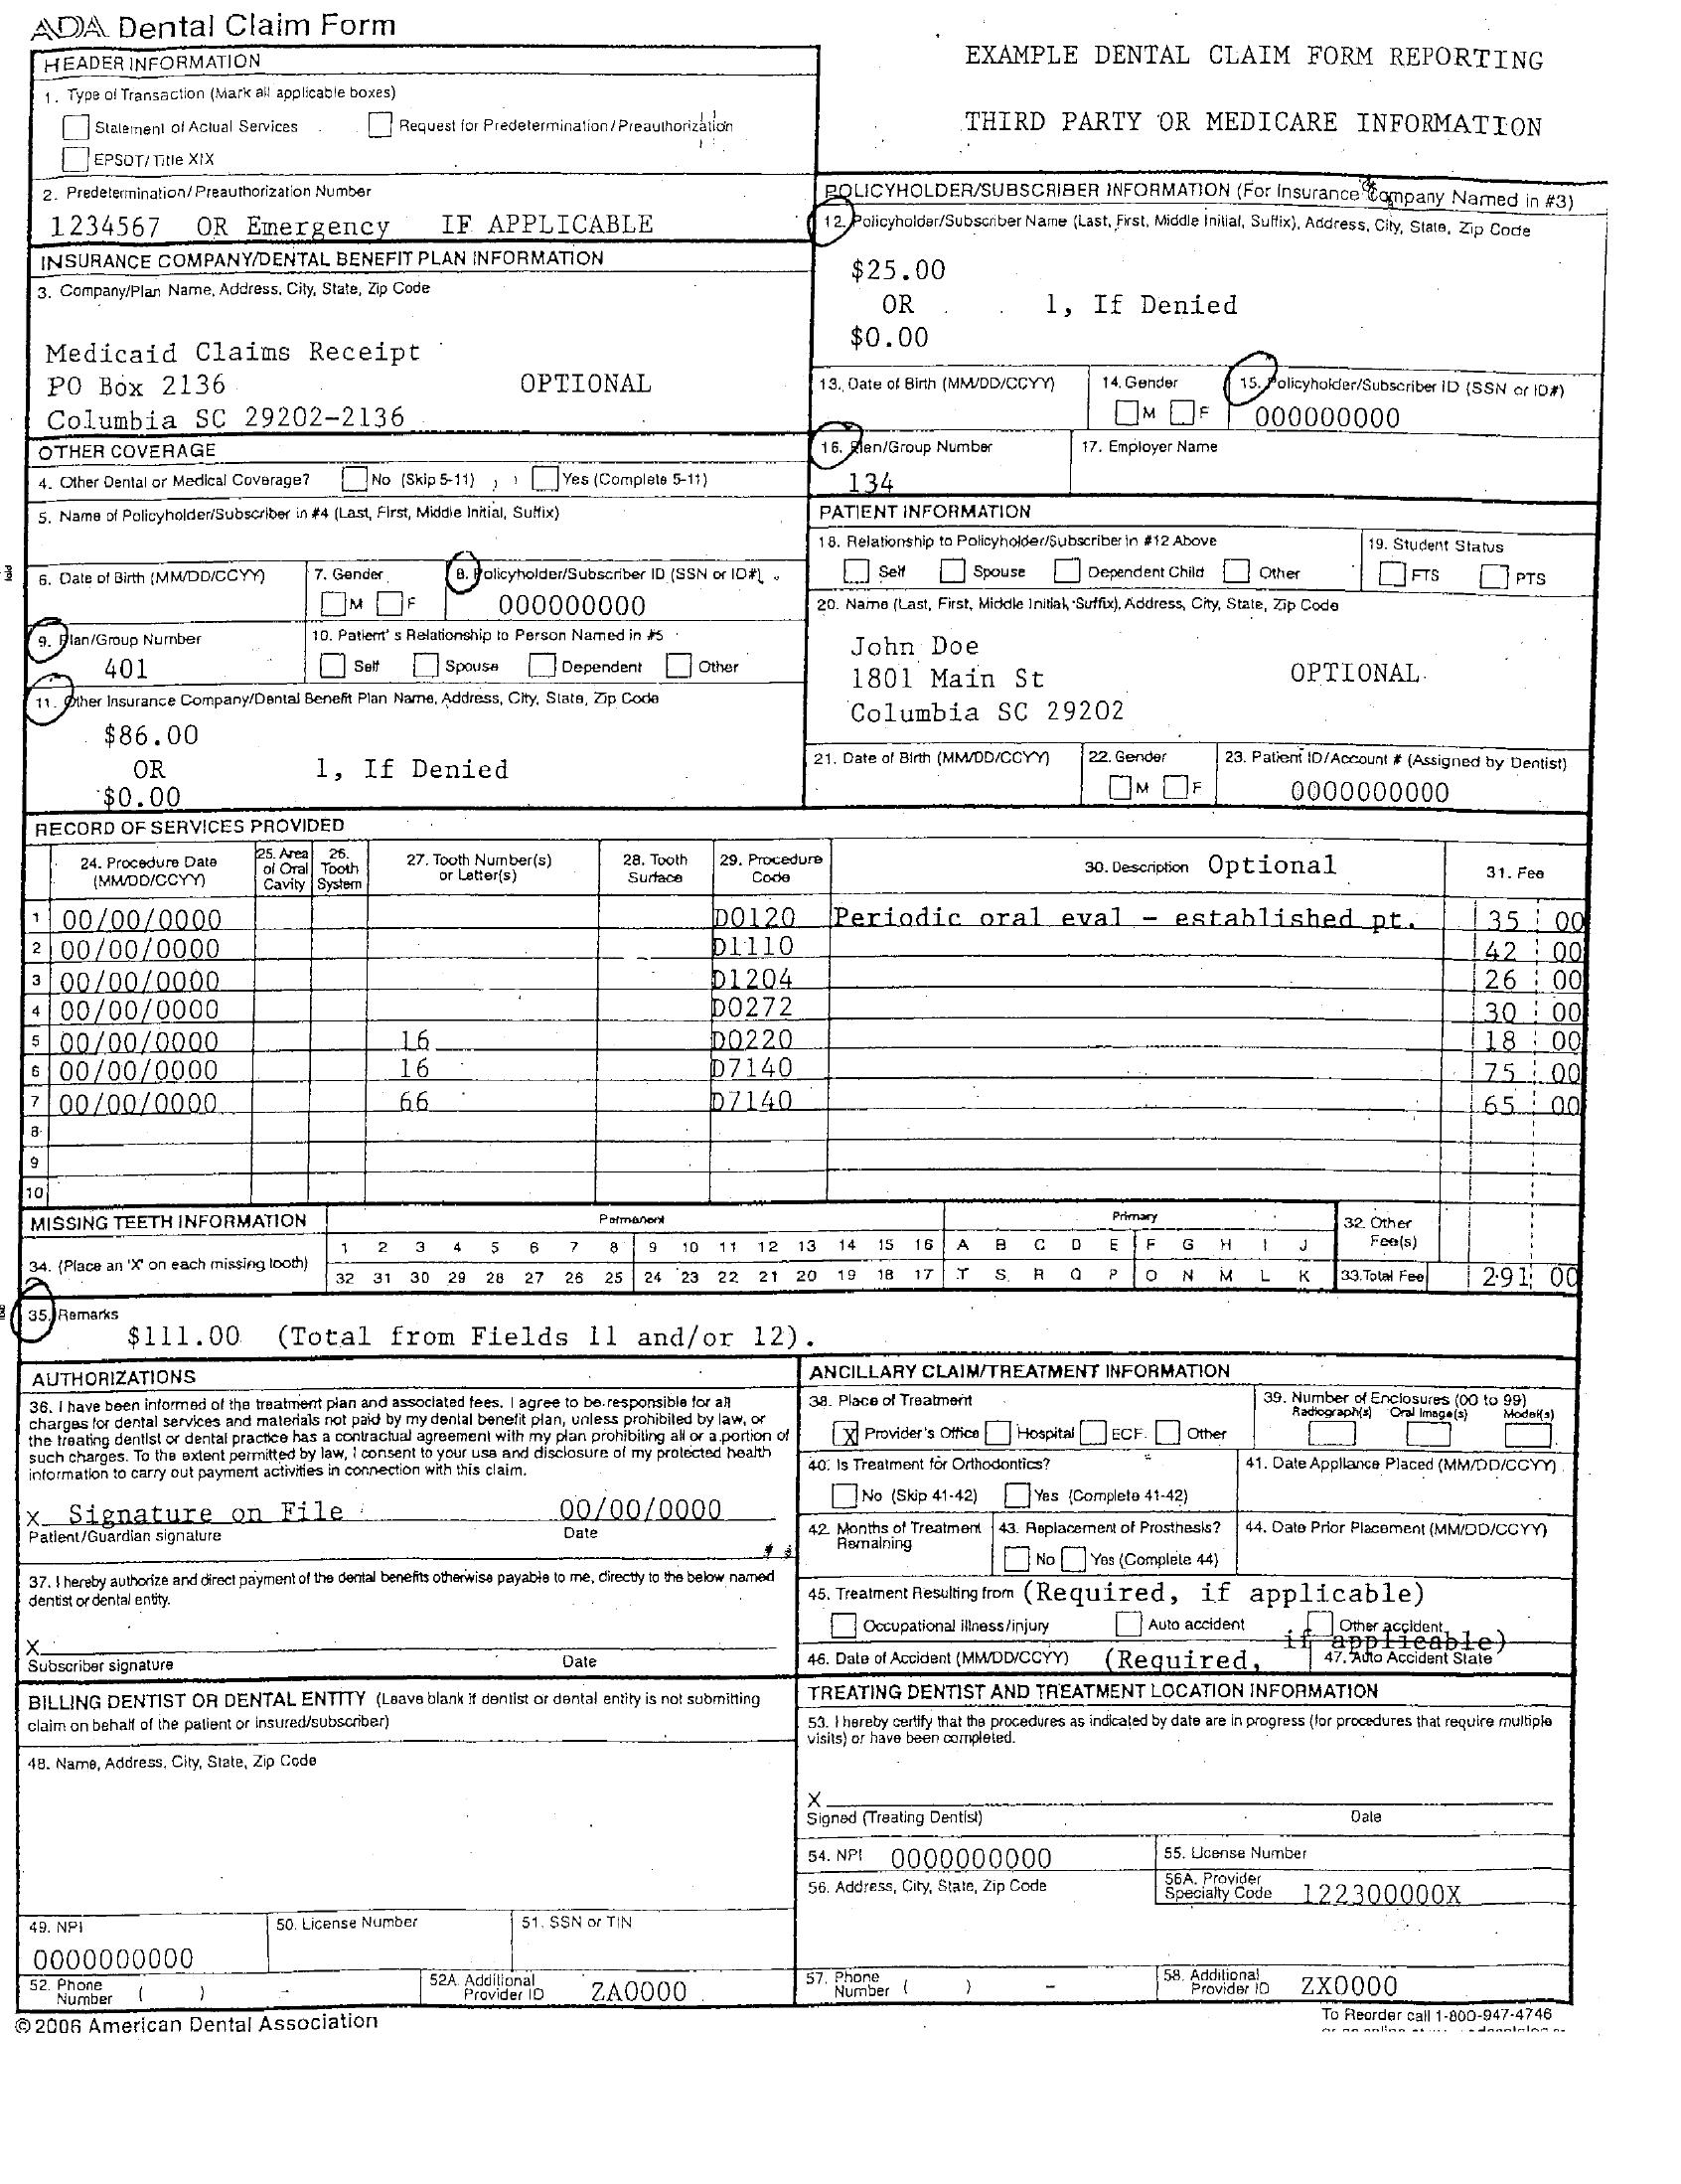 ADA Dental Claim Form
EXAMPLE DENTAL CLAIM FORM REPORTING
THIRD PARTY OR MEDICARE INFORMATION
HEADER INFORMATION
1. Type of Transaction (Mark all applicable boxes)
Statement of Actual Services Request for Predetermination/Preauthorization
EPSDT/Title XIX
2. Predetermination/Preauthorization Number
1234567 OR Emergency IF APPLICABLE
INSURANCE COMPANY/DENTAL BENEFIT PLAN INFORMATION
3. Company/Plan Name, Address, City, State, Zip Code
Medicaid Claims Receipt
PO Box 2136 OPTIONAL
Columbia SC 29202-2136
OTHER COVERAGE
4. Other Dental or Medical Coverage? No (Skip 5-11) Yes (Complete 5-11)
5. Name of Policyholder/Subscriber in #4 (Last, First, Middle Initial, Suffix)
6. Date of Birth (MM/DD/CCYY) 7. Gender 8. Policyholder/Subscriber ID (SSN or ID#)
M F 000000000
9. Plan/Group Number 10. Patient's Relationship to Person Named in #5
401 Self Spouse Dependent Other
11. Other Insurance Company/Dental Benefit Plan Name, Address, City, State, Zip Code
$86.00
OR 1, If Denied
$0.00
POLICYHOLDER/SUBSCRIBER INFORMATION (For Insurance Company Named in #3)
12. Policyholder/Subscriber Name (Last, First, Middle Initial, Suffix), Address, City, State, Zip Code
$25.00
OR 1, If Denied
$0.00
13. Date of Birth (MM/DD/CCYY) 14. Gender 15. Policyholder/Subscriber ID (SSN or ID#)
M F 000000000
16. Plan/Group Number 17. Employer Name
134
PATIENT INFORMATION
18. Relationship to Policyholder/Subscriber in #12 Above 19. Student Status
Self Spouse Dependent Child Other FTS PTS
20. Name (Last, First, Middle Initial, Suffix), Address, City, State, Zip Code
John Doe
1801 Main St OPTIONAL
Columbia SC 29202
21. Date of Birth (MM/DD/CCYY) 22. Gender 23. Patient ID/Account # (Assigned by Dentist)
M F 0000000000
RECORD OF SERVICES PROVIDED
24. Procedure Date (MM/DD/CCYY) 25. Area of Oral Cavity 26. Tooth System 27. Tooth Number(s) or Letter(s) 28. Tooth Surface 29. Procedure Code 30. Description Optional 31. Fee
1 00/00/0000 D0120 Periodic oral eval - established pt. 35 00
2 00/00/0000 D1110 42 00
3 00/00/0000 D1204 26 00
4 00/00/0000 D0272 30 00
5 00/00/0000 16 D0220 18 00
6 00/00/0000 16 D7140 75 00
7 00/00/0000 66 D7140 65 00
8
9
10
MISSING TEETH INFORMATION Permanent Primary 32. Other Fee(s)
34. (Place an 'X' on each missing tooth)
1 2 3 4 5 6 7 8 9 10 11 12 13 14 15 16 A B C D E F G H I J
32 31 30 29 28 27 26 25 24 23 22 21 20 19 18 17 T S R Q P O N M L K 33. Total Fee 291 00
35. Remarks
$111.00 (Total from Fields 11 and/or 12).
AUTHORIZATIONS
36. I have been informed of the treatment plan and associated fees. I agree to be responsible for all
charges for dental services and materials not paid by my dental benefit plan, unless prohibited by law, or
the treating dentist or dental practice has a contractual agreement with my plan prohibiting all or a portion of
such charges. To the extent permitted by law, I consent to your use and disclosure of my protected health
information to carry out payment activities in connection with this claim.
X Signature on File 00/00/0000
Patient/Guardian signature Date
37. I hereby authorize and direct payment of the dental benefits otherwise payable to me, directly to the below named
dentist or dental entity.
X
Subscriber signature Date
ANCILLARY CLAIM/TREATMENT INFORMATION
38. Place of Treatment 39. Number of Enclosures (00 to 99)
Radiograph(s) Oral Image(s) Model(s)
X Provider's Office Hospital ECF Other
40. Is Treatment for Orthodontics? 41. Date Appliance Placed (MM/DD/CCYY)
No (Skip 41-42) Yes (Complete 41-42)
42. Months of Treatment Remaining 43. Replacement of Prosthesis? 44. Date Prior Placement (MM/DD/CCYY)
No Yes (Complete 44)
45. Treatment Resulting from (Required, if applicable)
Occupational illness/injury Auto accident Other accident
46. Date of Accident (MM/DD/CCYY) (Required, if applicable) 47. Auto Accident State
BILLING DENTIST OR DENTAL ENTITY (Leave blank if dentist or dental entity is not submitting
claim on behalf of the patient or insured/subscriber)
48. Name, Address, City, State, Zip Code
49. NPI 50. License Number 51. SSN or TIN
0000000000
52. Phone Number ( ) - 52A. Additional Provider ID ZA0000
TREATING DENTIST AND TREATMENT LOCATION INFORMATION
53. I hereby certify that the procedures as indicated by date are in progress (for procedures that require multiple
visits) or have been completed.
X
Signed (Treating Dentist) Date
54. NPI 0000000000 55. License Number
56. Address, City, State, Zip Code 56A. Provider Specialty Code 122300000X
57. Phone Number ( ) - 58. Additional Provider ID ZX0000
© 2006 American Dental Association
To Reorder call 1-800-947-4746